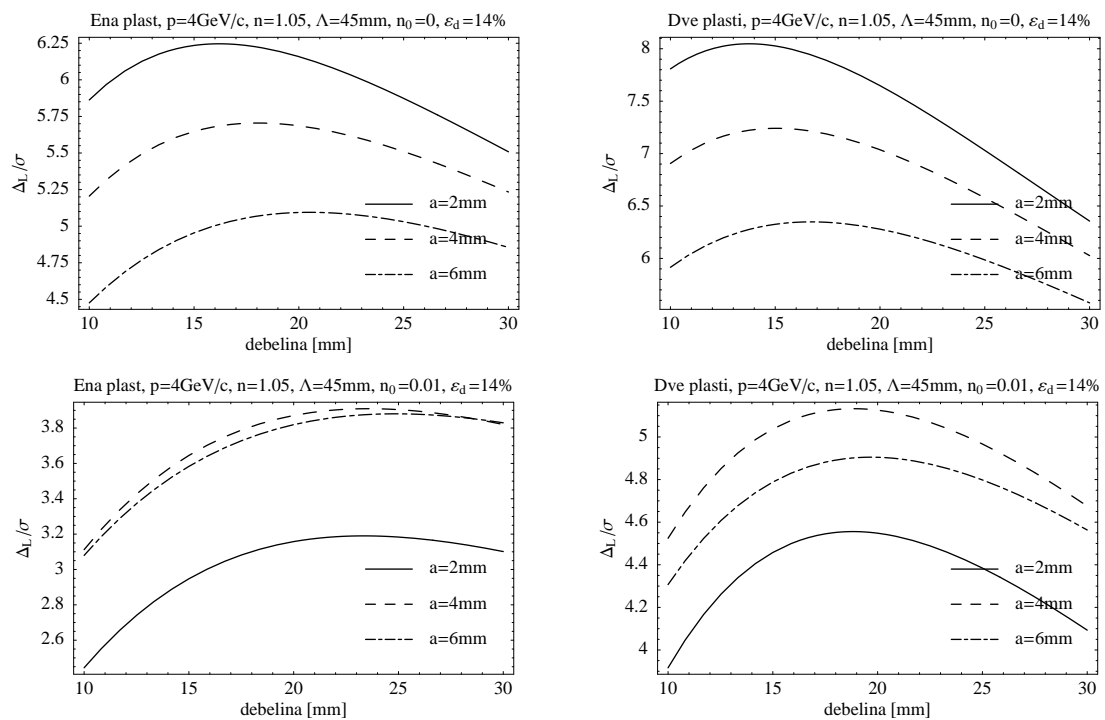 Ena plast, p=4GeV/c, n=1.05, Λ=45mm, n₀=0, ε_d=14%
6.25
6
5.75
5.5
5.25
5
4.75
4.5
Δ_L/σ
a=2mm
a=4mm
a=6mm
10 15 20 25 30
debelina [mm]
Dve plasti, p=4GeV/c, n=1.05, Λ=45mm, n₀=0, ε_d=14%
8
7.5
7
6.5
6
Δ_L/σ
a=2mm
a=4mm
a=6mm
10 15 20 25 30
debelina [mm]
Ena plast, p=4GeV/c, n=1.05, Λ=45mm, n₀=0.01, ε_d=14%
3.8
3.6
3.4
3.2
3
2.8
2.6
Δ_L/σ
a=2mm
a=4mm
a=6mm
10 15 20 25 30
debelina [mm]
Dve plasti, p=4GeV/c, n=1.05, Λ=45mm, n₀=0.01, ε_d=14%
5
4.8
4.6
4.4
4.2
4
Δ_L/σ
a=2mm
a=4mm
a=6mm
10 15 20 25 30
debelina [mm]